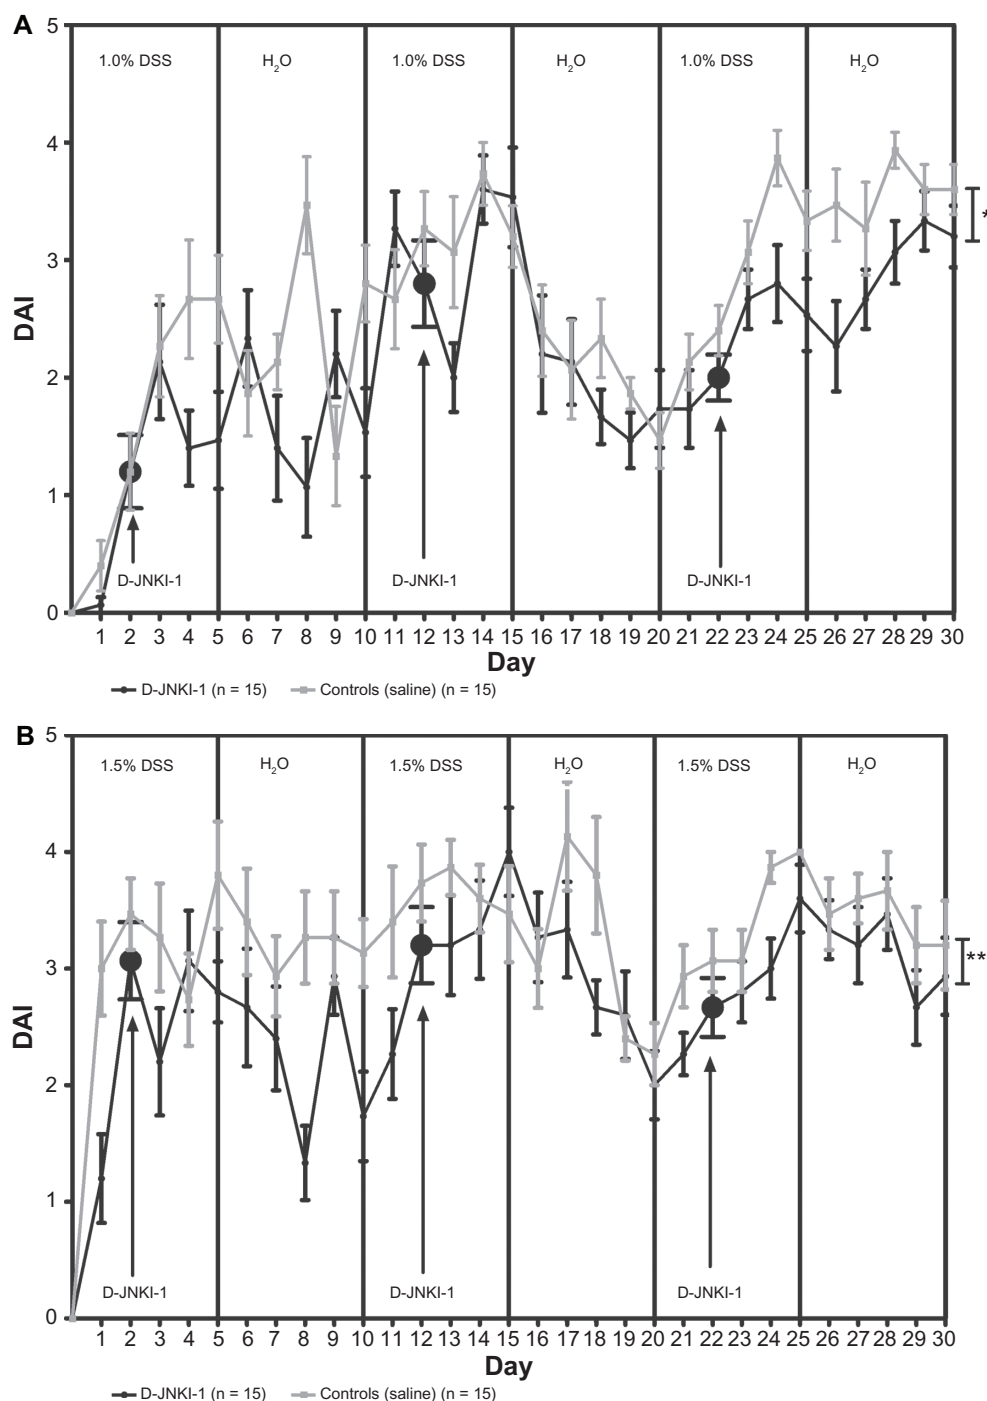 A
5
1.0% DSS H2O 1.0% DSS H2O 1.0% DSS H2O
4
3
*
DAI
2
1
D-JNKI-1 D-JNKI-1 D-JNKI-1
0
1 2 3 4 5 6 7 8 9 10 11 12 13 14 15 16 17 18 19 20 21 22 23 24 25 26 27 28 29 30
Day
D-JNKI-1 (n = 15) Controls (saline) (n = 15)
B
5
1.5% DSS H2O 1.5% DSS H2O 1.5% DSS H2O
4
3
**
DAI
2
1
D-JNKI-1 D-JNKI-1 D-JNKI-1
0
1 2 3 4 5 6 7 8 9 10 11 12 13 14 15 16 17 18 19 20 21 22 23 24 25 26 27 28 29 30
Day
D-JNKI-1 (n = 15) Controls (saline) (n = 15)